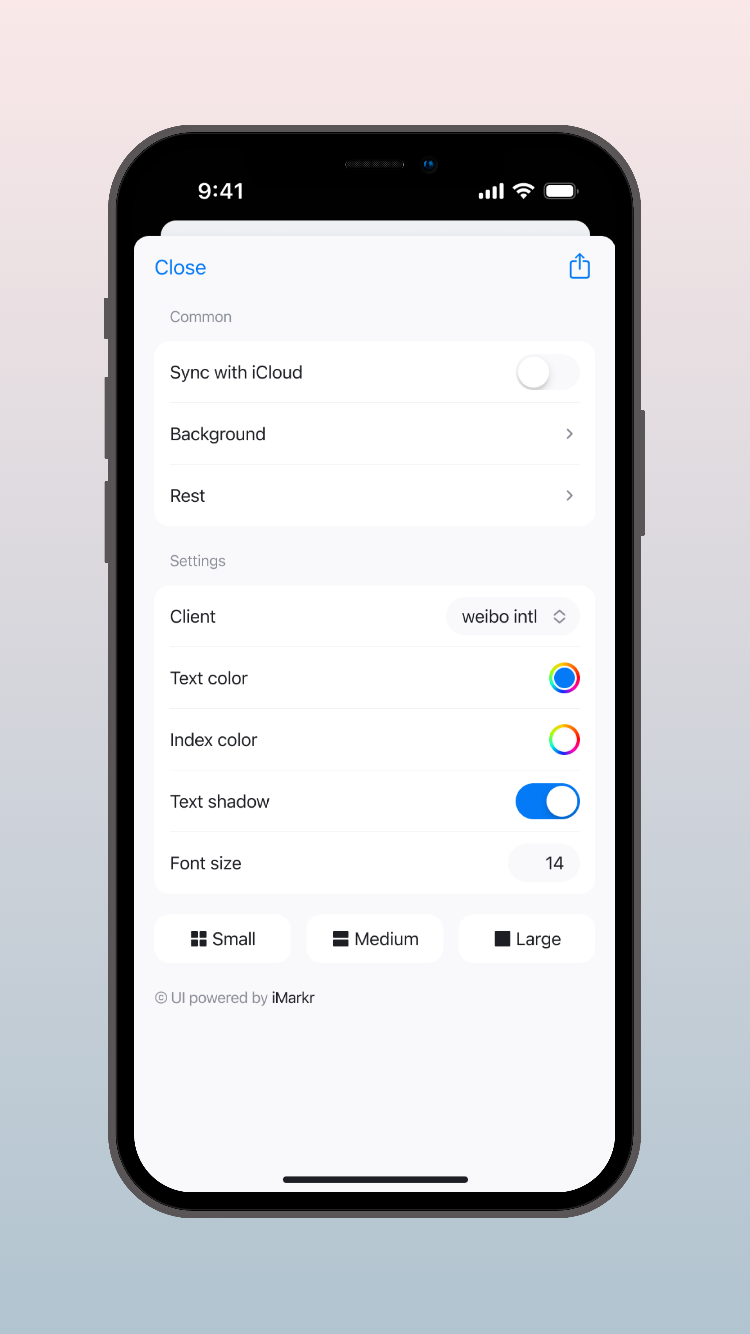 9:41
Close
Common
Sync with iCloud
Background
Rest
Settings
Client weibo intl
Text color
Index color
Text shadow
Font size 14
Small Medium Large
© UI powered by iMarkr